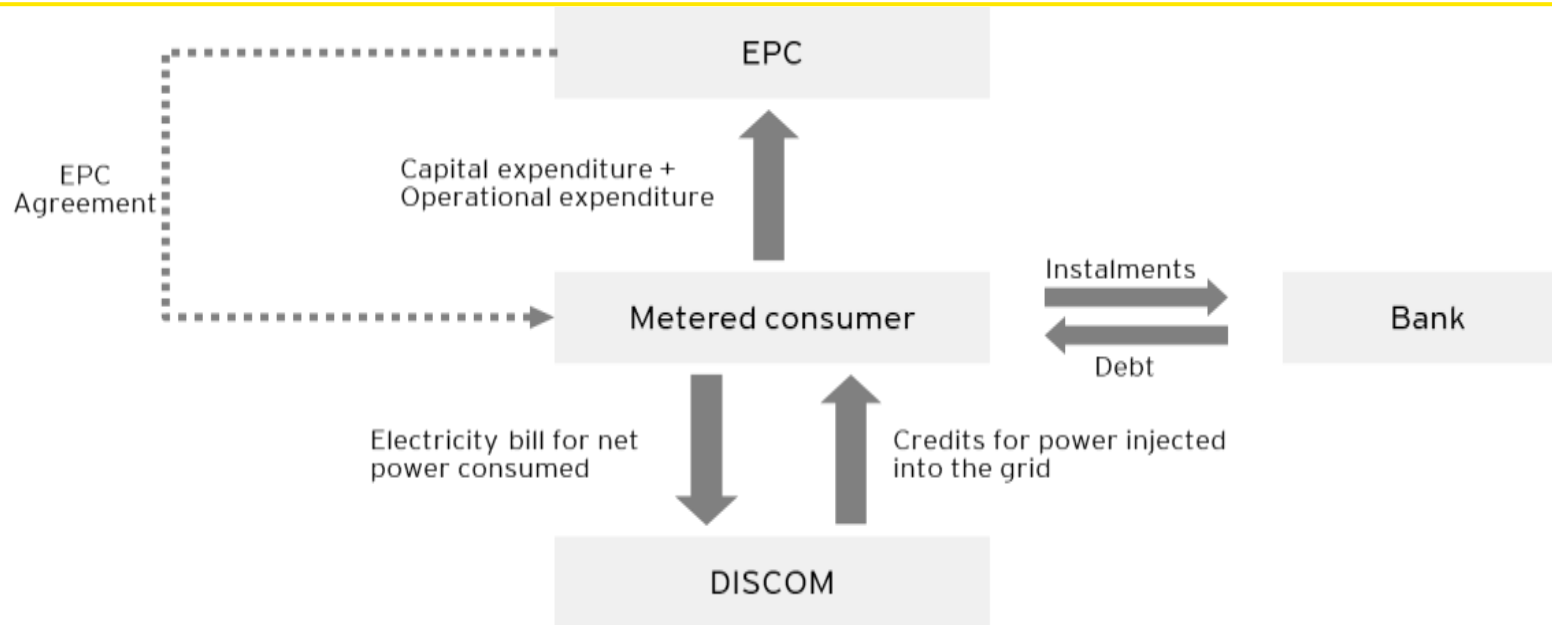 EPC
EPC
Agreement
Capital expenditure +
Operational expenditure
Metered consumer
Instalments
Debt
Bank
Electricity bill for net
power consumed
Credits for power injected
into the grid
DISCOM